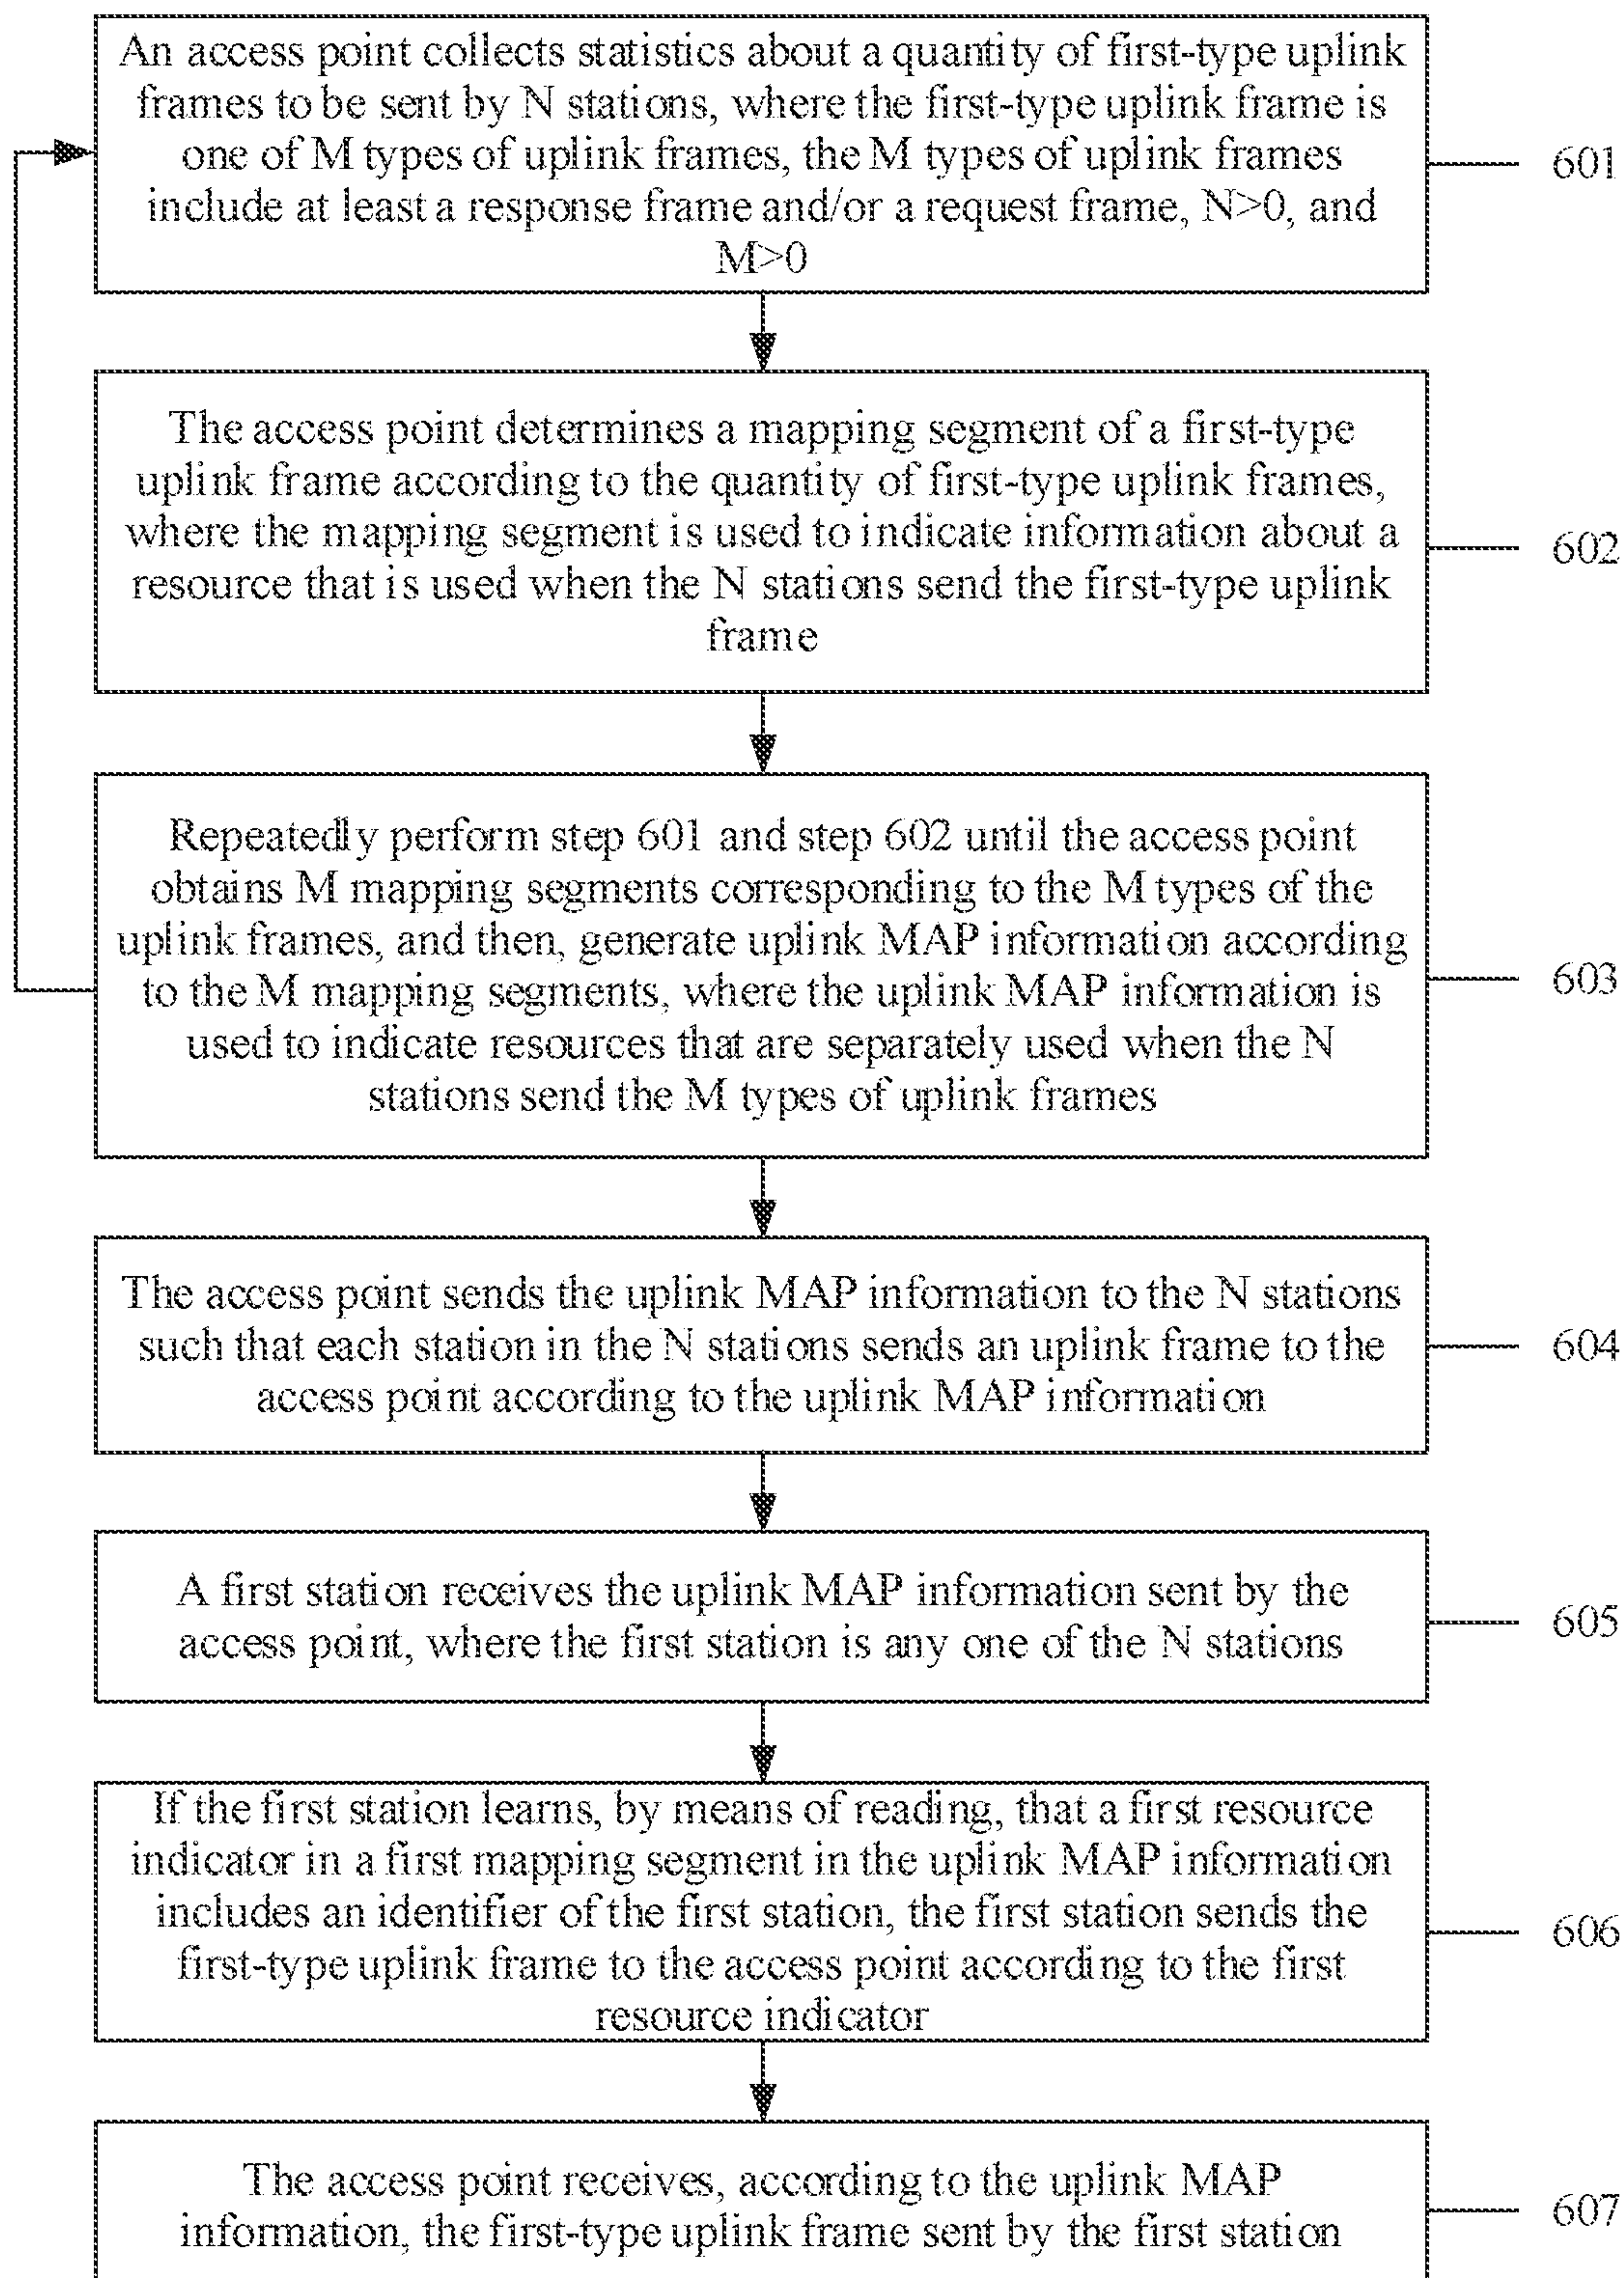 An access point collects statistics about a quantity of first-type uplink
frames to be sent by N stations, where the first-type uplink frame is
one of M types of uplink frames, the M types of uplink frames
include at least a response frame and/or a request frame, N>0, and
M>0
601
The access point determines a mapping segment of a first-type
uplink frame according to the quantity of first-type uplink frames,
where the mapping segment is used to indicate information about a
resource that is used when the N stations send the first-type uplink
frame
602
Repeatedly perform step 601 and step 602 until the access point
obtains M mapping segments corresponding to the M types of the
uplink frames, and then, generate uplink MAP information according
to the M mapping segments, where the uplink MAP information is
used to indicate resources that are separately used when the N
stations send the M types of uplink frames
603
The access point sends the uplink MAP information to the N stations
such that each station in the N stations sends an uplink frame to the
access point according to the uplink MAP information
604
A first station receives the uplink MAP information sent by the
access point, where the first station is any one of the N stations
605
If the first station learns, by means of reading, that a first resource
indicator in a first mapping segment in the uplink MAP information
includes an identifier of the first station, the first station sends the
first-type uplink frame to the access point according to the first
resource indicator
606
The access point receives, according to the uplink MAP
information, the first-type uplink frame sent by the first station
607